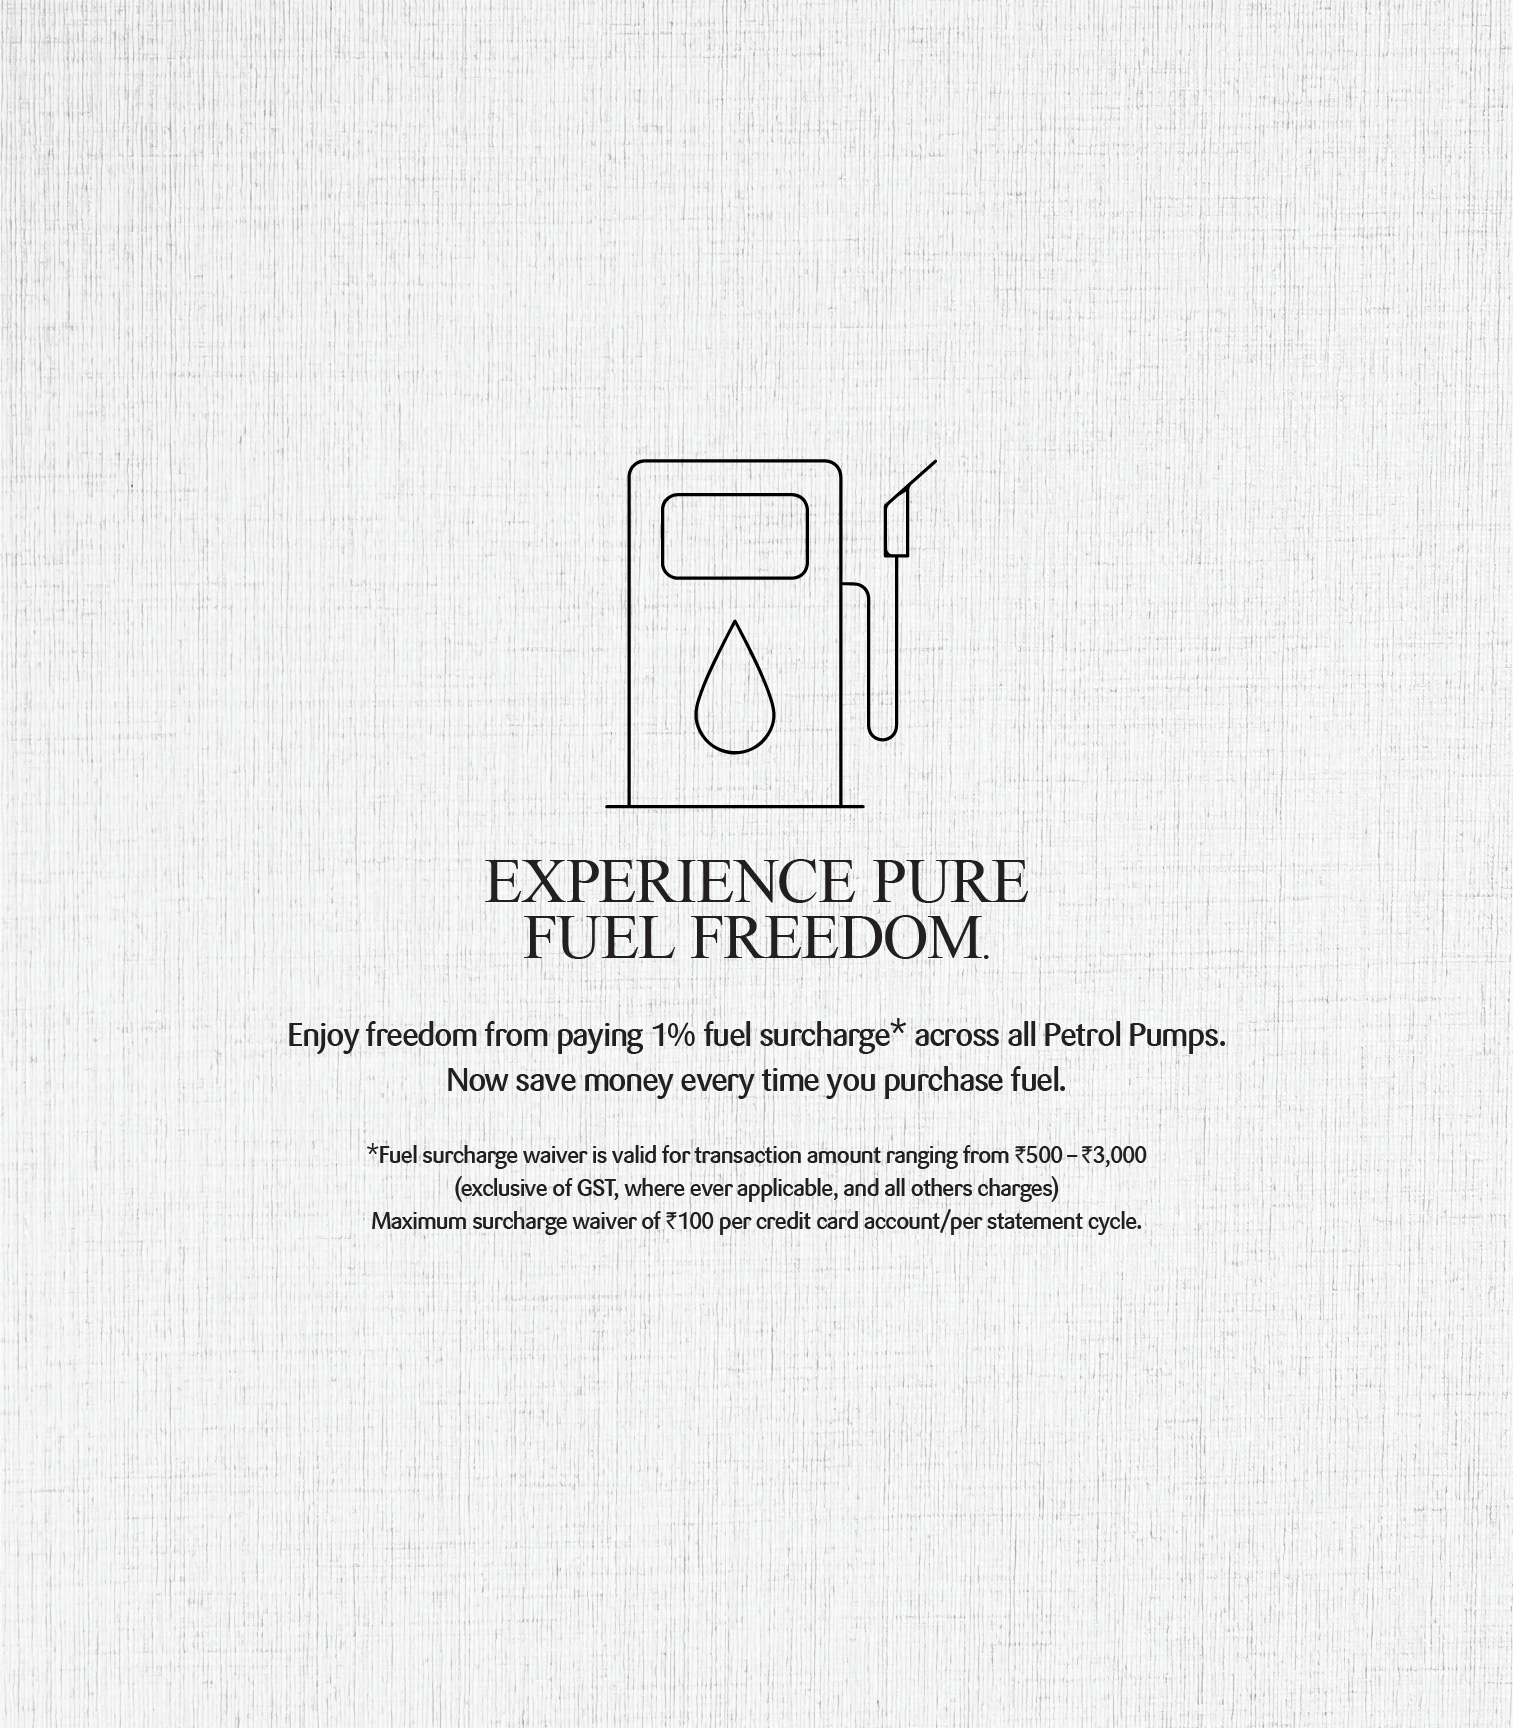 EXPERIENCE PURE
FUEL FREEDOM.
Enjoy freedom from paying 1% fuel surcharge* across all Petrol Pumps.
Now save money every time you purchase fuel.
*Fuel surcharge waiver is valid for transaction amount ranging from ₹500 – ₹3,000
(exclusive of GST, where ever applicable, and all others charges)
Maximum surcharge waiver of ₹100 per credit card account/per statement cycle.